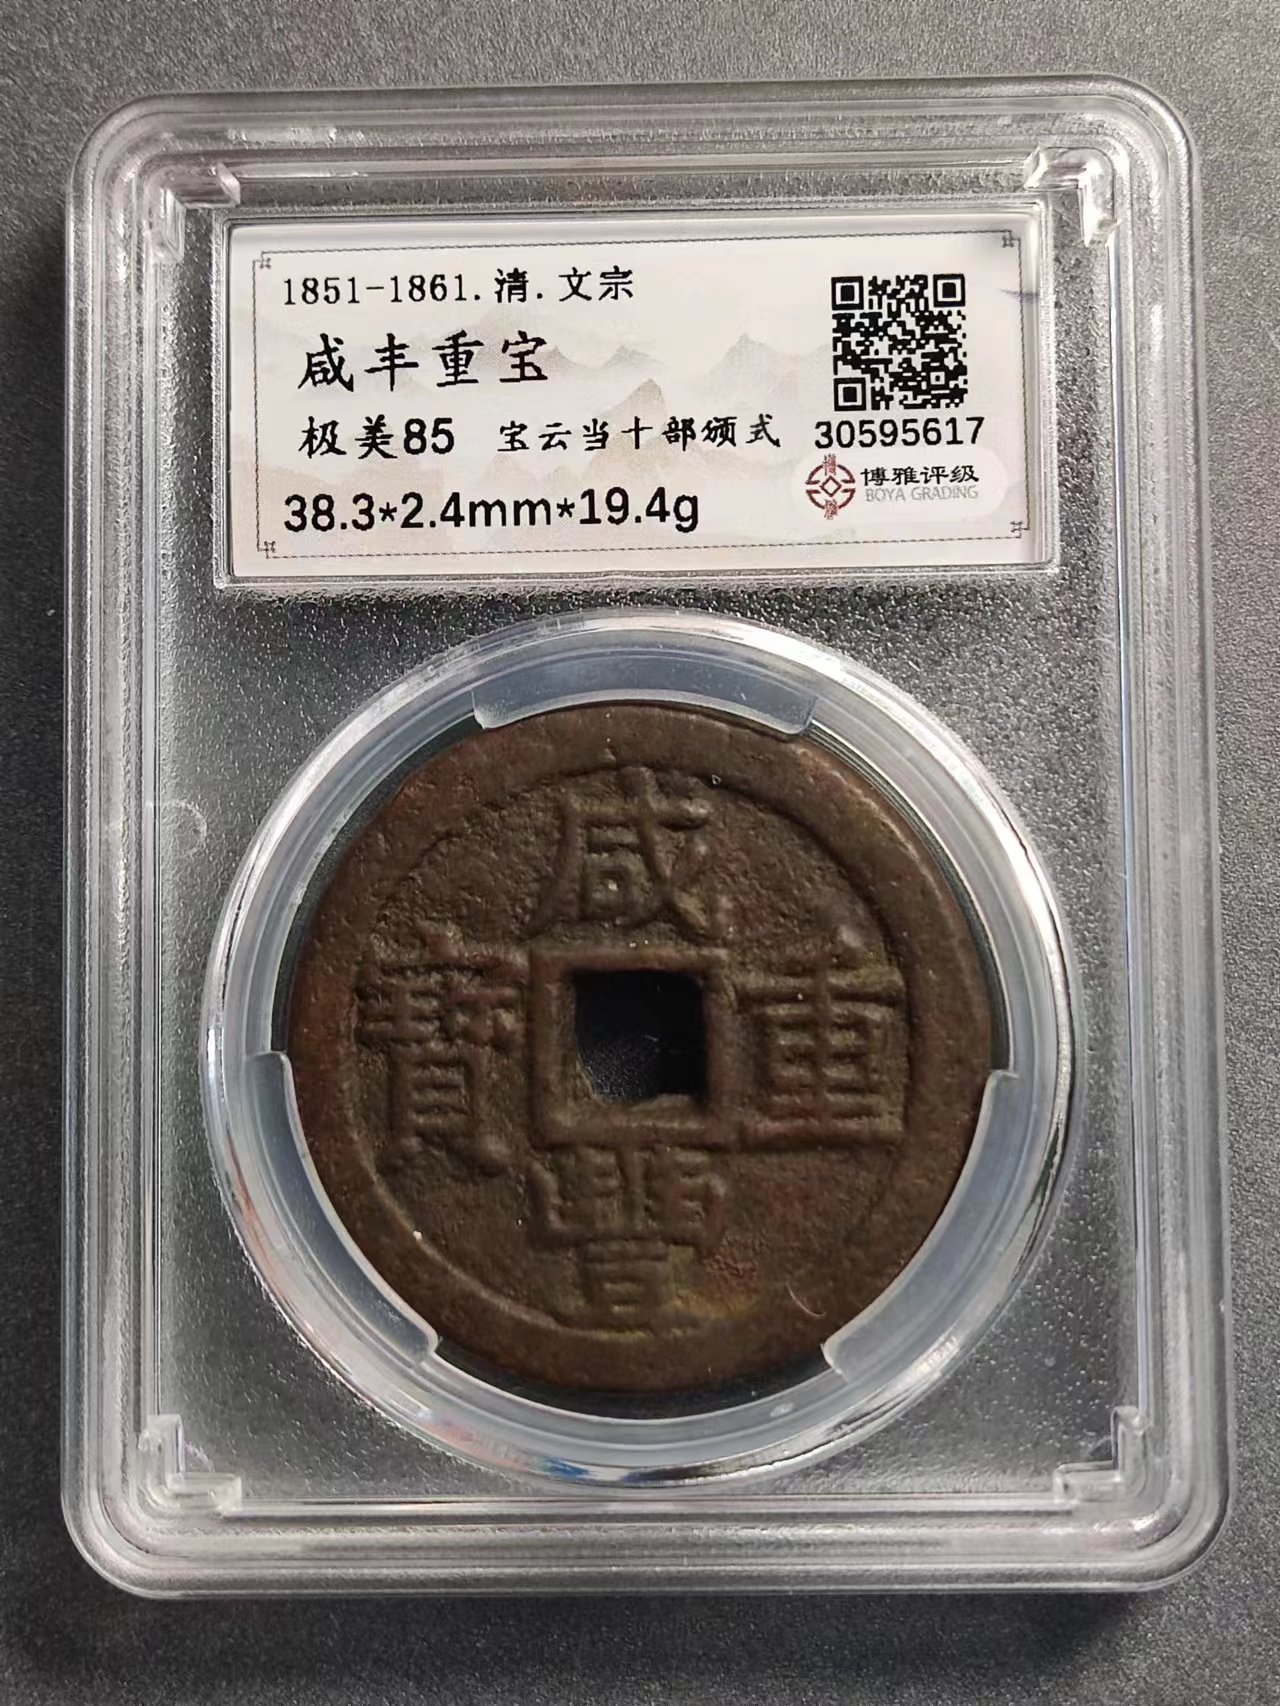 1851-1861.清.文宗
咸丰重宝
极美85 宝云当十部颁式
38.3*2.4mm*19.4g
30595617
博雅评级
BOYA GRADING
咸
寶 重
豐